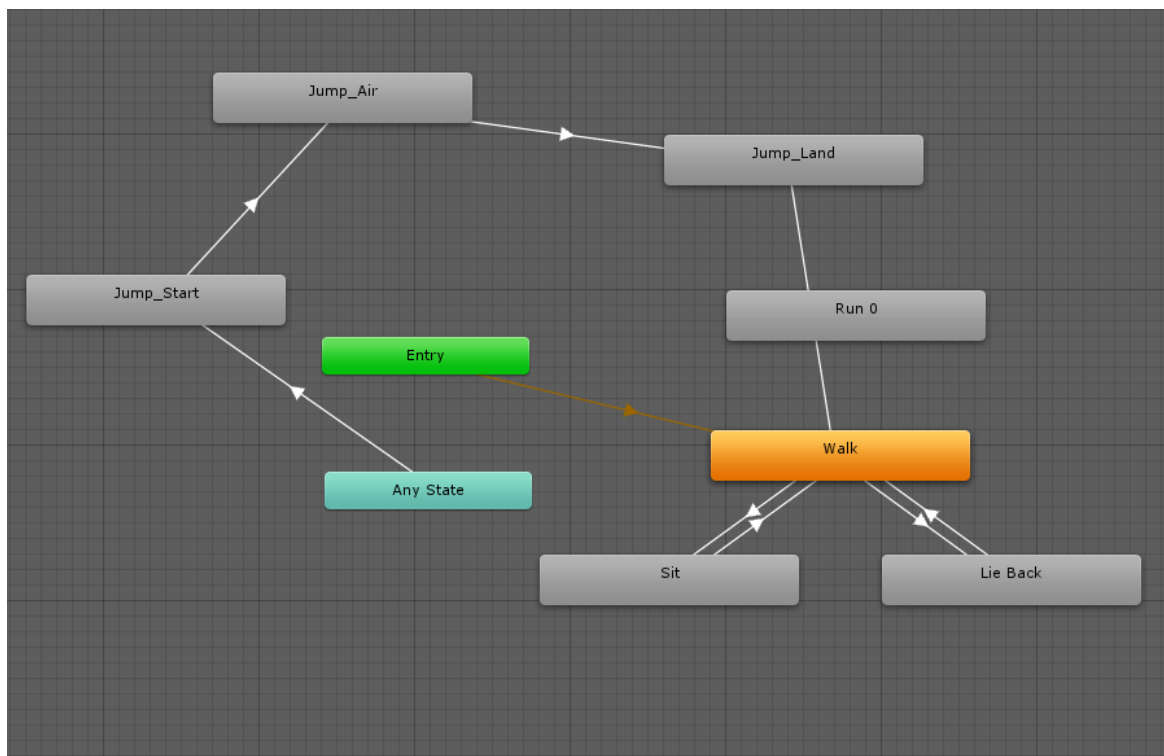 Jump_Air
Jump_Land
Jump_Start
Run 0
Entry
Walk
Any State
Sit
Lie Back